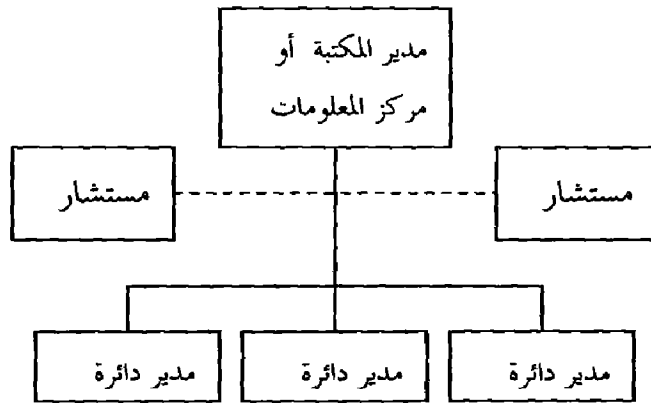 مدير المكتبة أو
مركز المعلومات
مستشار
مستشار
مدير دائرة
مدير دائرة
مدير دائرة